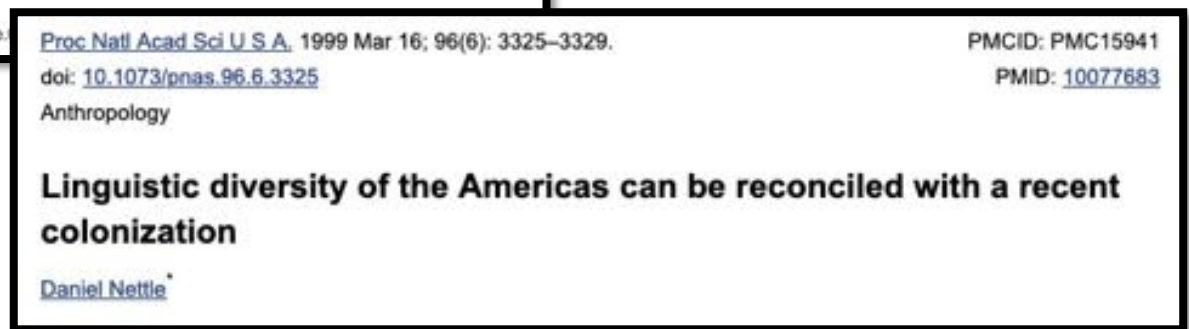 Proc Natl Acad Sci U S A. 1999 Mar 16; 96(6): 3325–3329.
PMCID: PMC15941
doi: 10.1073/pnas.96.6.3325
PMID: 10077683
Anthropology
Linguistic diversity of the Americas can be reconciled with a recent
colonization
Daniel Nettle*